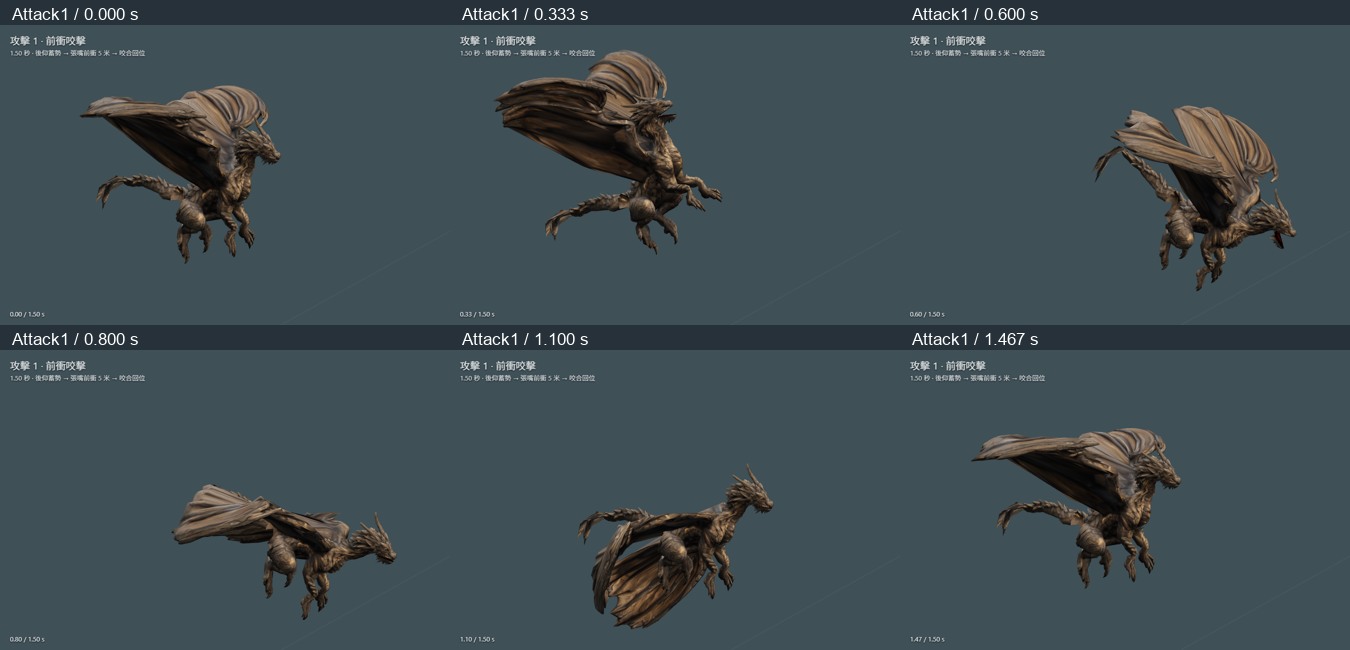 Attack1 / 0.000 s
攻擊 1 · 前衝咬擊
1.50 秒 · 後仰蓄勢 → 張嘴前衝 5 米 → 咬合回位
0.00 / 1.50 s
Attack1 / 0.333 s
攻擊 1 · 前衝咬擊
1.50 秒 · 後仰蓄勢 → 張嘴前衝 5 米 → 咬合回位
0.33 / 1.50 s
Attack1 / 0.600 s
攻擊 1 · 前衝咬擊
1.50 秒 · 後仰蓄勢 → 張嘴前衝 5 米 → 咬合回位
0.60 / 1.50 s
Attack1 / 0.800 s
攻擊 1 · 前衝咬擊
1.50 秒 · 後仰蓄勢 → 張嘴前衝 5 米 → 咬合回位
0.80 / 1.50 s
Attack1 / 1.100 s
攻擊 1 · 前衝咬擊
1.50 秒 · 後仰蓄勢 → 張嘴前衝 5 米 → 咬合回位
1.10 / 1.50 s
Attack1 / 1.467 s
攻擊 1 · 前衝咬擊
1.50 秒 · 後仰蓄勢 → 張嘴前衝 5 米 → 咬合回位
1.47 / 1.50 s